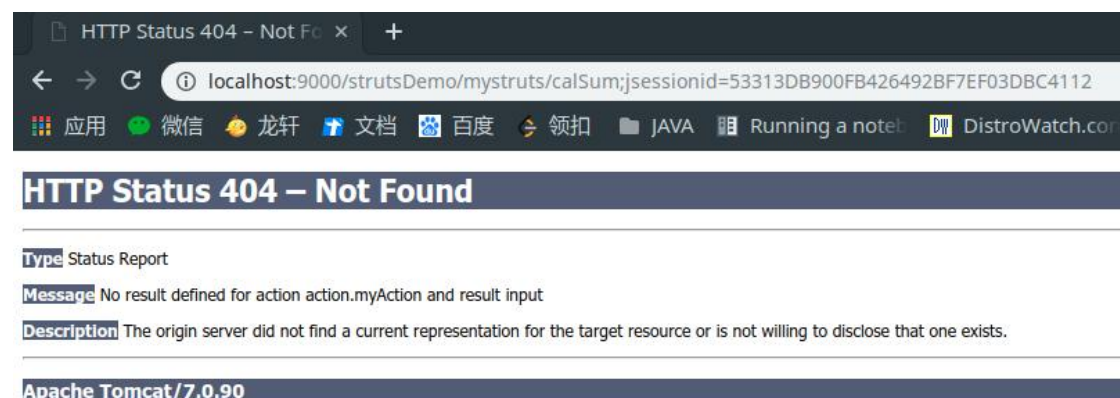 HTTP Status 404 – Not Fo
localhost:9000/strutsDemo/mystruts/calSum;jsessionid=53313DB900FB426492BF7EF03DBC4112
应用 微信 龙轩 文档 百度 领扣 JAVA Running a noteb DistroWatch.con
HTTP Status 404 – Not Found
Type Status Report
Message No result defined for action action.myAction and result input
Description The origin server did not find a current representation for the target resource or is not willing to disclose that one exists.
Apache Tomcat/7.0.90